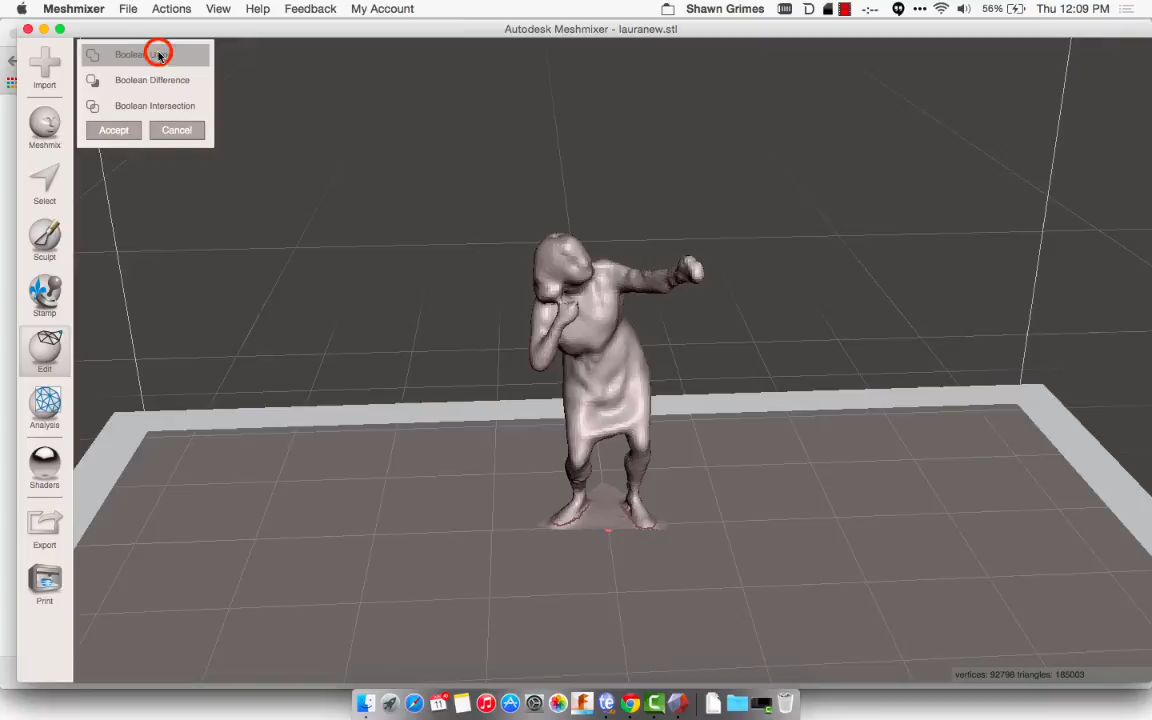 Meshmixer File Actions View Help Feedback My Account Shawn Grimes 56% Thu 12:09 PM
Autodesk Meshmixer - lauranew.stl
Import
Meshmix
Select
Sculpt
Stamp
Edit
Analysis
Shaders
Export
Print
Boolean
Boolean Difference
Boolean Intersection
Accept Cancel
vertices: 92798 triangles: 185003